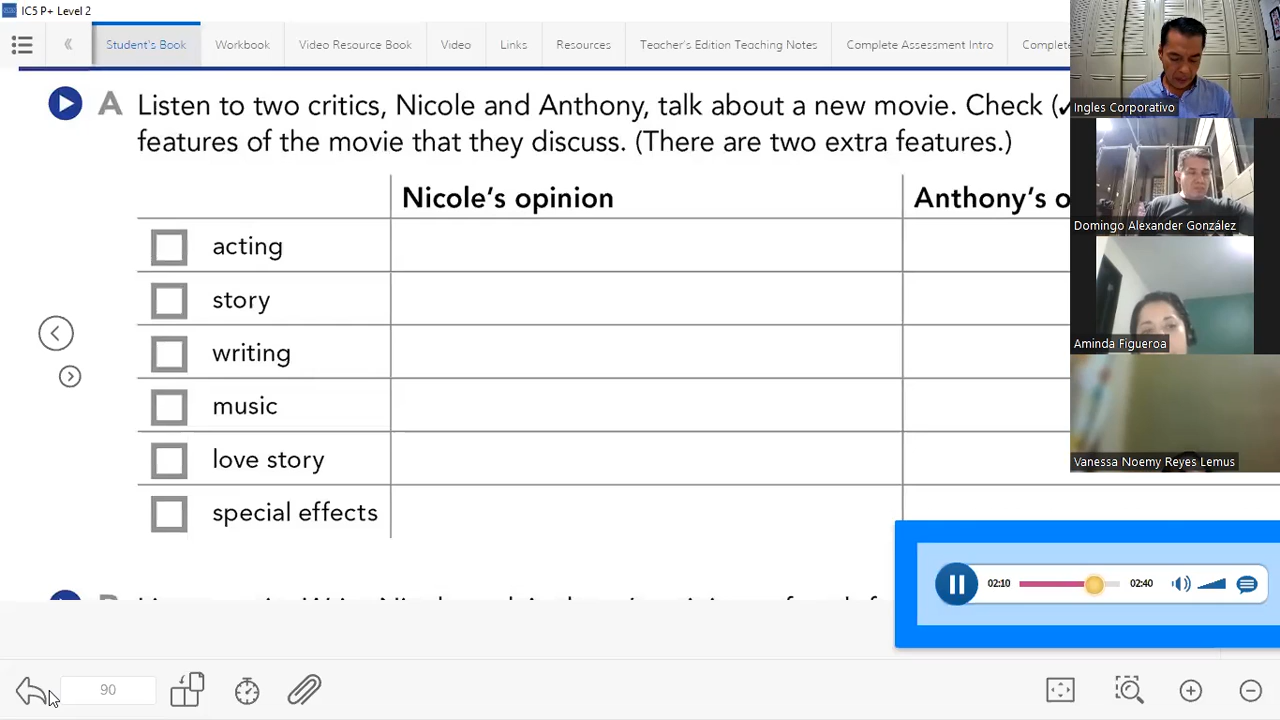 IC5 P+ Level 2
Student's Book
Workbook
Video Resource Book
Links
Resources
Teacher's Edition Teaching Notes
Complete Assessment Intro
Complete
A Listen to two critics, Nicole and Anthony, talk about a new movie. Check (✓
features of the movie that they discuss. (There are two extra features.)
Nicole's opinion
Anthony's o
acting
story
writing
music
love story
special effects
Ingles Corporativo
Domingo Alexander González
Aminda Figueroa
Vanessa Noemy Reyes Lemus
02:10
02:40
90